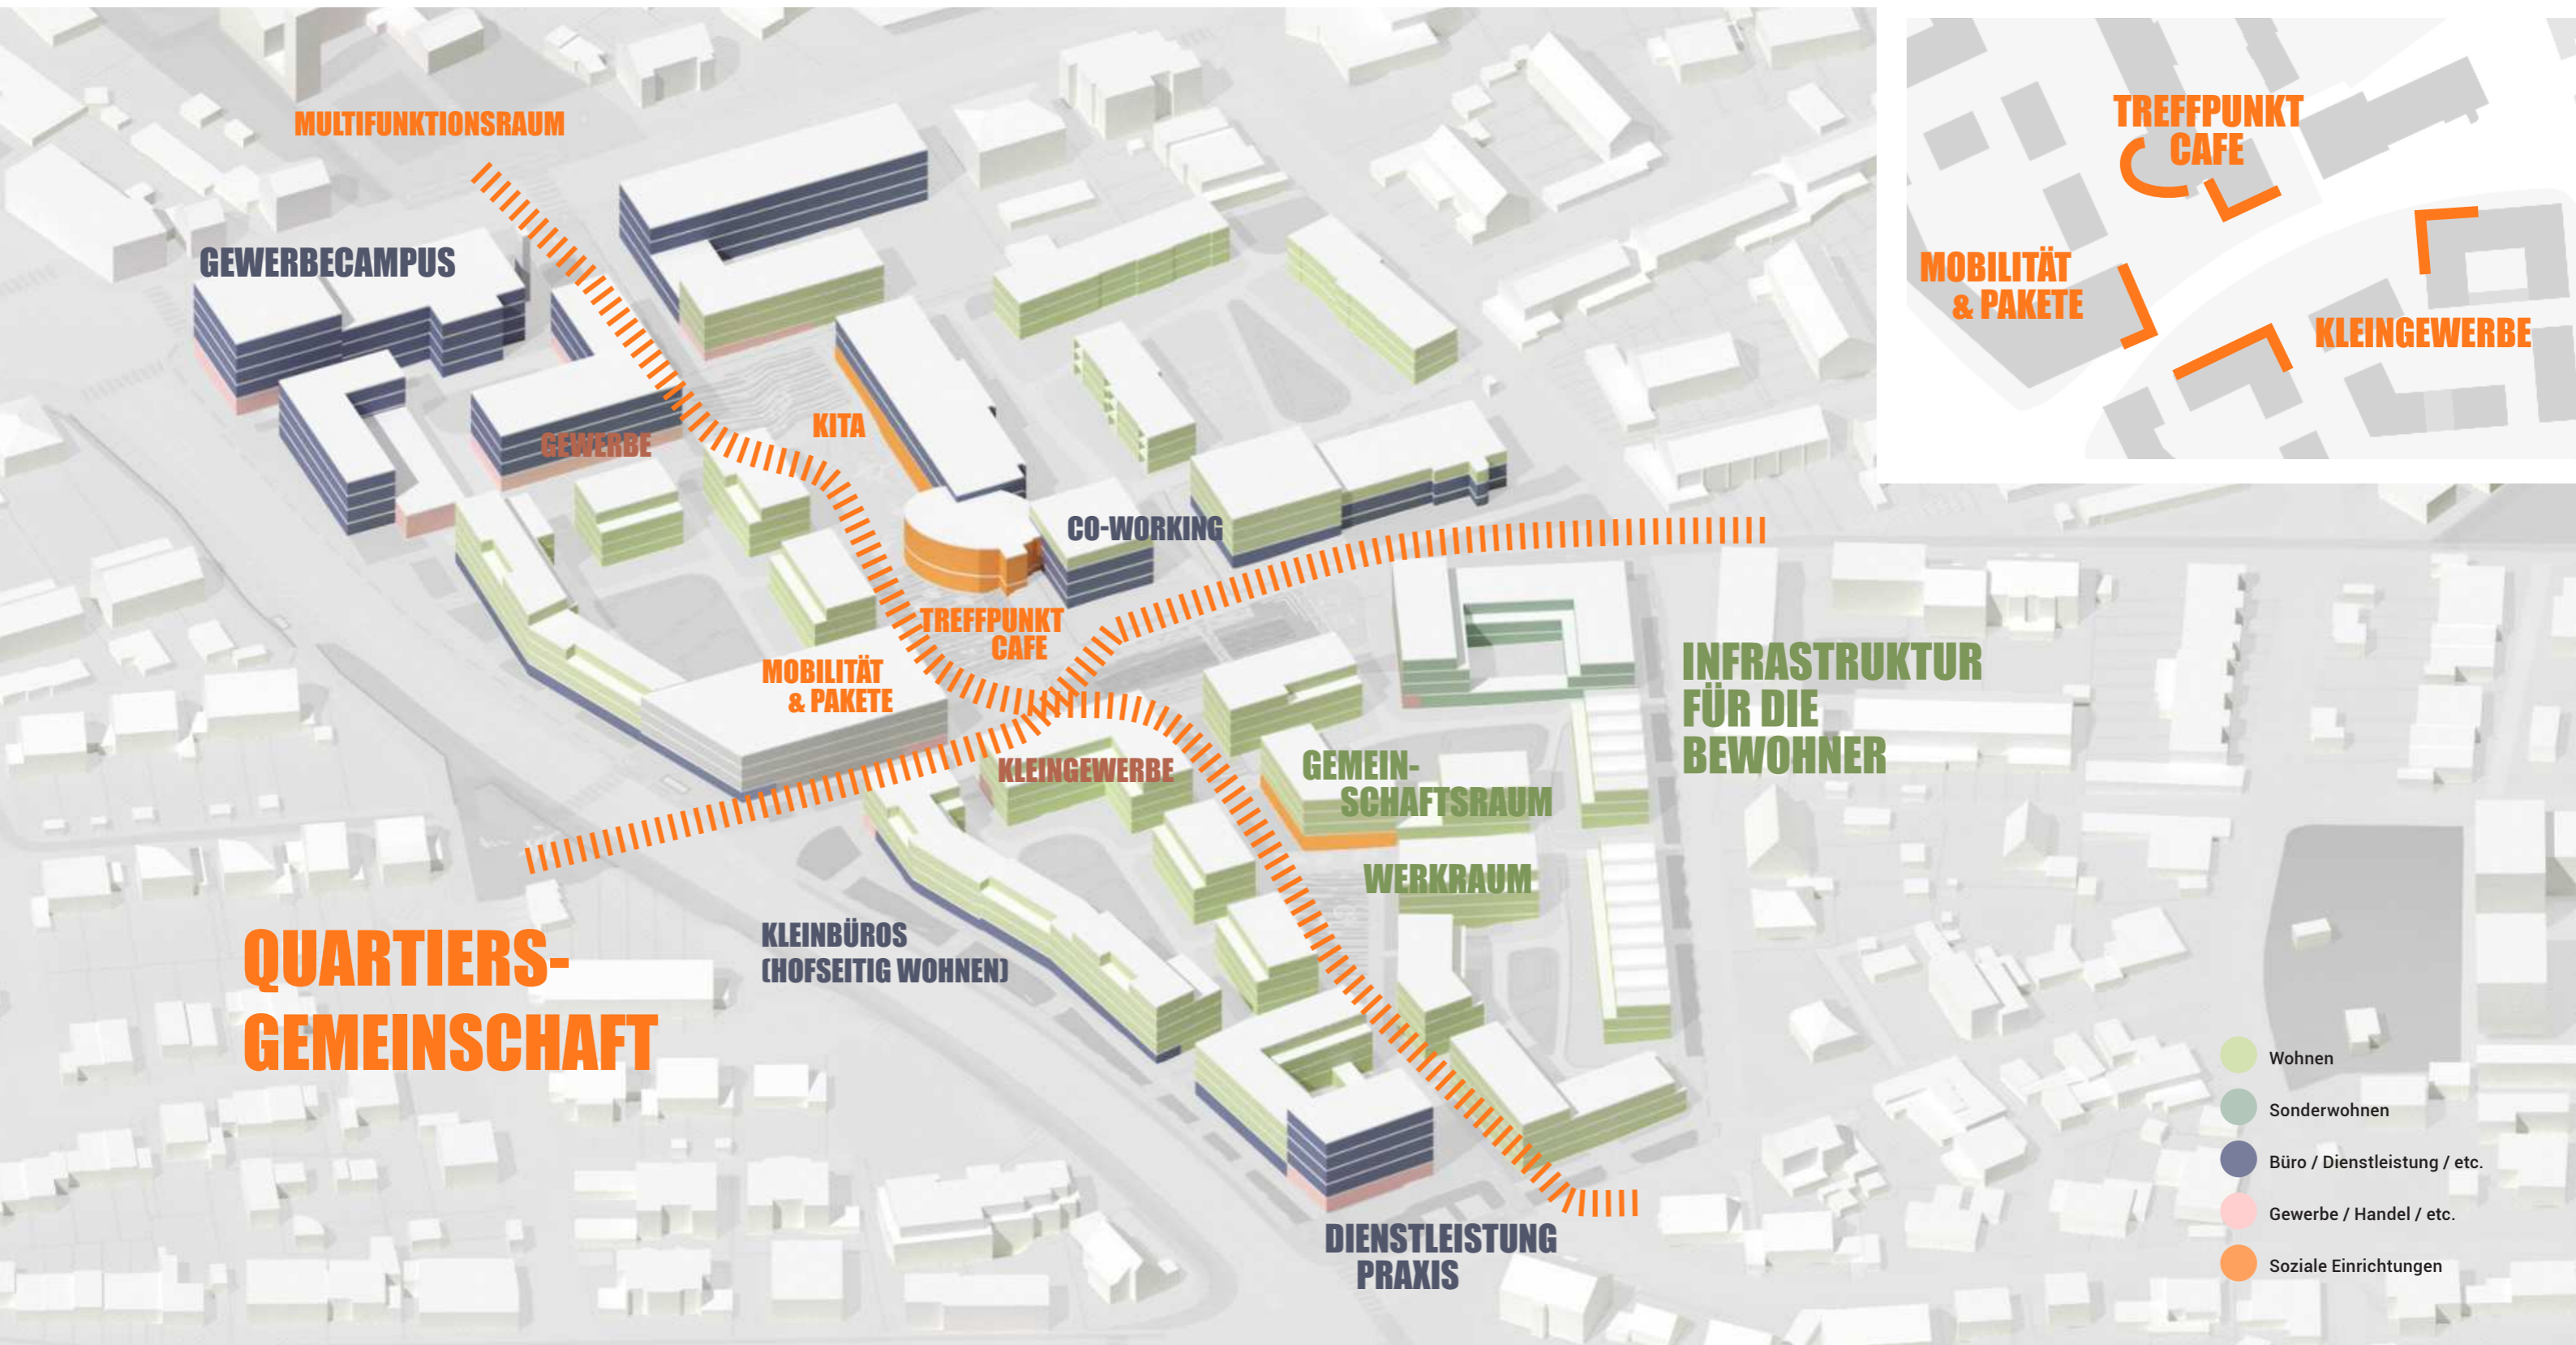 MULTIFUNKTIONSRAUM
GEWERBECAMPUS
GEWERBE
KITA
CO-WORKING
TREFFPUNKT
CAFE
MOBILITÄT
& PAKETE
KLEINGEWERBE
GEMEIN-
SCHAFTSRAUM
WERKRAUM
INFRASTRUKTUR
FÜR DIE
BEWOHNER
KLEINBÜROS
(HOFSEITIG WOHNEN)
QUARTIERS-
GEMEINSCHAFT
DIENSTLEISTUNG
PRAXIS
TREFFPUNKT
CAFE
MOBILITÄT
& PAKETE
KLEINGEWERBE
Wohnen
Sonderwohnen
Büro / Dienstleistung / etc.
Gewerbe / Handel / etc.
Soziale Einrichtungen